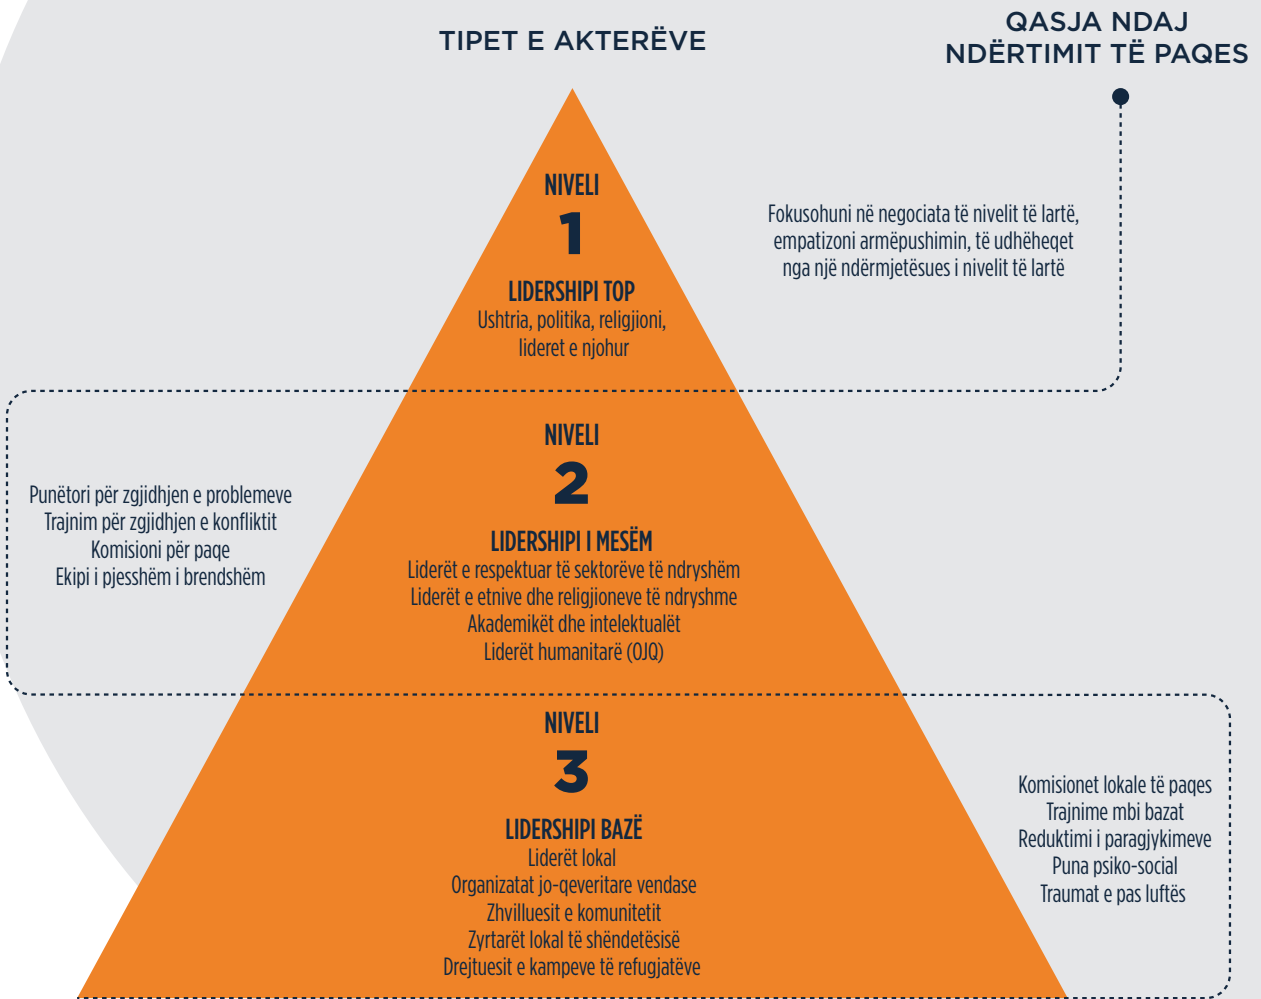 TIPET E AKTERËVE
QASJA NDAJ
NDËRTIMIT TË PAQES
NIVELI
1
LIDERSHIPI TOP
Ushtria, politika, religjioni,
lideret e njohur
Fokusohuni në negociata të nivelit të lartë,
empatizoni armëpushimin, të udhëheqet
nga një ndërmjetësues i nivelit të lartë
NIVELI
2
LIDERSHIPI I MESËM
Liderët e respektuar të sektorëve të ndryshëm
Liderët e etnive dhe religjioneve të ndryshme
Akademikët dhe intelektualët
Liderët humanitarë (OJQ)
Punëtori për zgjidhjen e problemeve
Trajnim për zgjidhjen e konfliktit
Komisioni për paqe
Ekipi i pjesshëm i brendshëm
NIVELI
3
LIDERSHIPI BAZË
Liderët lokal
Organizatat jo-qeveritare vendase
Zhvilluesit e komunitetit
Zyrtarët lokal të shëndetësisë
Drejtuesit e kampeve të refugjatëve
Komisionet lokale të paqes
Trajnime mbi bazat
Reduktimi i paragjykimeve
Puna psiko-social
Traumat e pas luftës